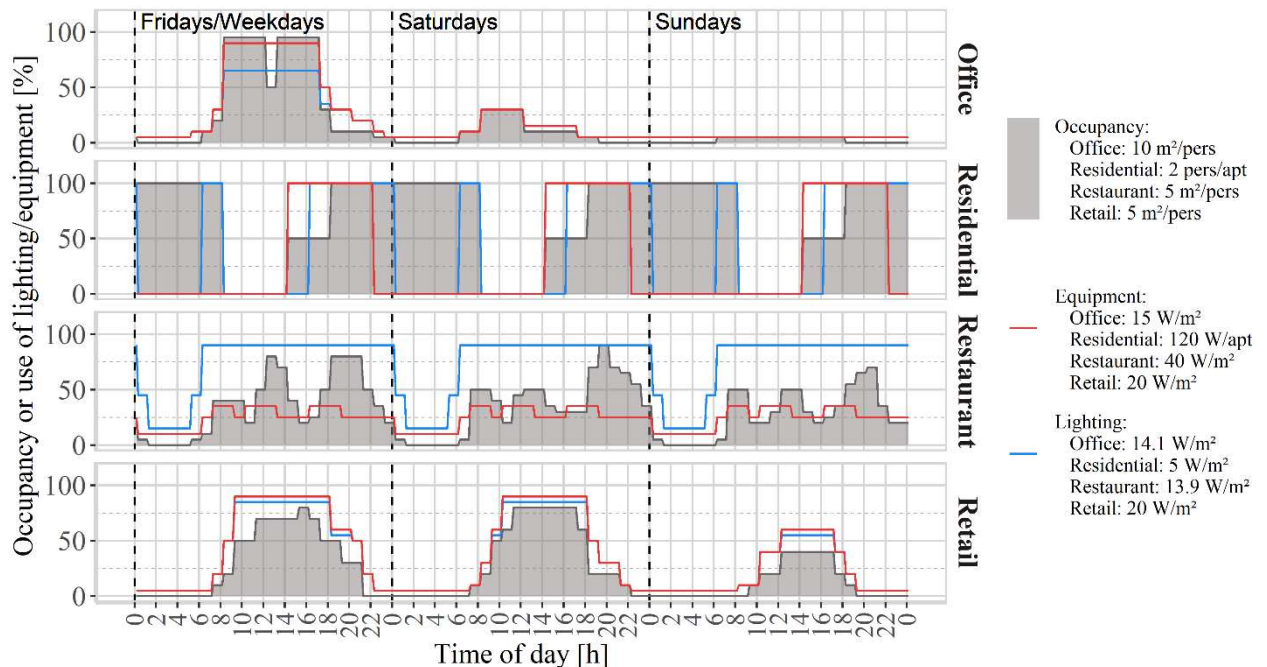 Fridays/Weekdays
Saturdays
Sundays
Occupancy or use of lighting/equipment [%]
100
50
0
Office
100
50
0
Residential
100
50
0
Restaurant
100
50
0
Retail
0 2 4 6 8 10 12 14 16 18 20 22 0 2 4 6 8 10 12 14 16 18 20 22 0 2 4 6 8 10 12 14 16 18 20 22 0
Time of day [h]
Occupancy:
Office: 10 m²/pers
Residential: 2 pers/apt
Restaurant: 5 m²/pers
Retail: 5 m²/pers
Equipment:
Office: 15 W/m²
Residential: 120 W/apt
Restaurant: 40 W/m²
Retail: 20 W/m²
Lighting:
Office: 14.1 W/m²
Residential: 5 W/m²
Restaurant: 13.9 W/m²
Retail: 20 W/m²